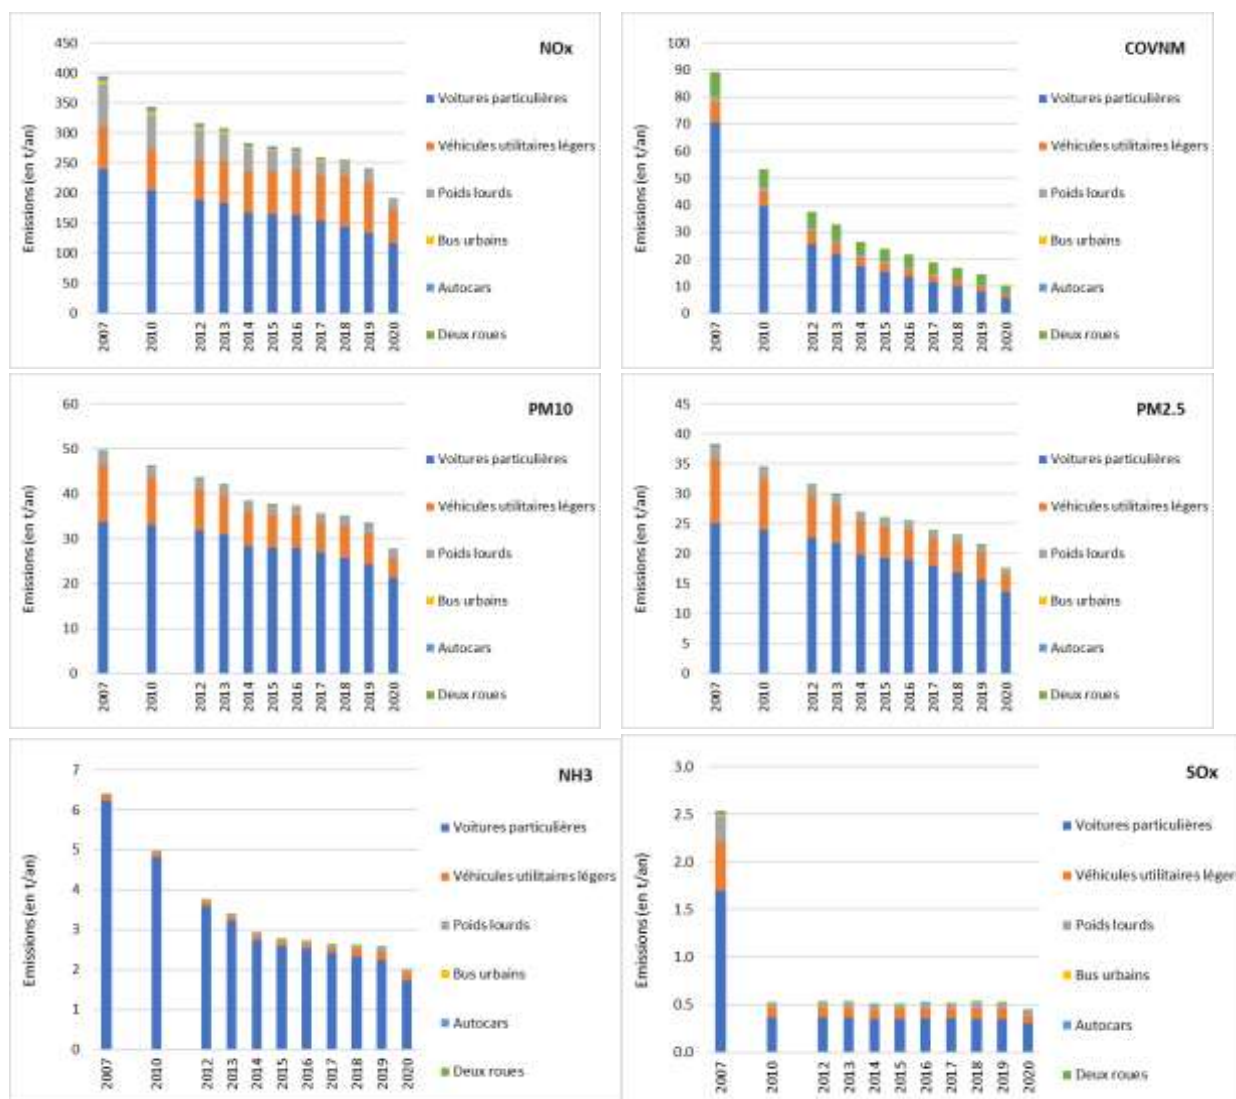 NOx
Emissions (en t/an)
450
400
350
300
250
200
150
100
50
0
2007 2010 2012 2013 2014 2015 2016 2017 2018 2019 2020
Voitures particulières
Véhicules utilitaires légers
Poids lourds
Bus urbains
Autocars
Deux roues
COVNM
Emissions (en t/an)
100
90
80
70
60
50
40
30
20
10
0
2007 2010 2012 2013 2014 2015 2016 2017 2018 2019 2020
Voitures particulières
Véhicules utilitaires légers
Poids lourds
Bus urbains
Autocars
Deux roues
PM10
Emissions (en t/an)
60
50
40
30
20
10
0
2007 2010 2012 2013 2014 2015 2016 2017 2018 2019 2020
Voitures particulières
Véhicules utilitaires légers
Poids lourds
Bus urbains
Autocars
Deux roues
PM2.5
Emissions (en t/an)
45
40
35
30
25
20
15
10
5
0
2007 2010 2012 2013 2014 2015 2016 2017 2018 2019 2020
Voitures particulières
Véhicules utilitaires légers
Poids lourds
Bus urbains
Autocars
Deux roues
NH3
Emissions (en t/an)
7
6
5
4
3
2
1
0
2007 2010 2012 2013 2014 2015 2016 2017 2018 2019 2020
Voitures particulières
Véhicules utilitaires légers
Poids lourds
Bus urbains
Autocars
Deux roues
SOx
Emissions (en t/an)
3.0
2.5
2.0
1.5
1.0
0.5
0.0
2007 2010 2012 2013 2014 2015 2016 2017 2018 2019 2020
Voitures particulières
Véhicules utilitaires léger
Poids lourds
Bus urbains
Autocars
Deux roues